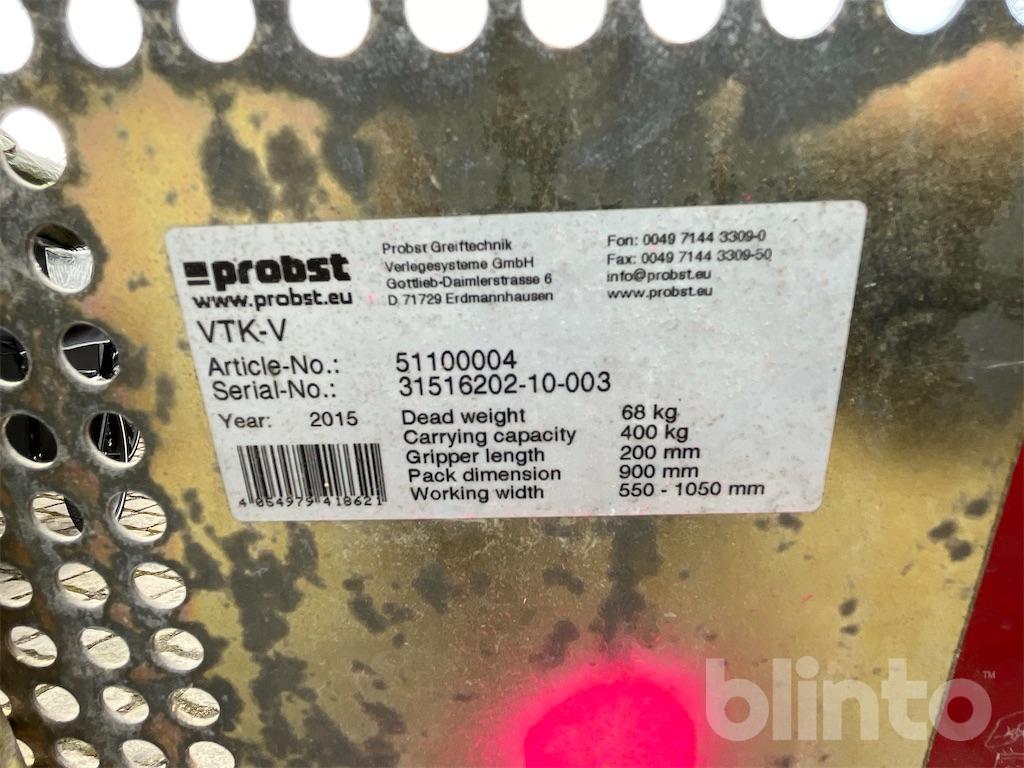 probst
www.probst.eu
Probst Greiftechnik
Verlegesysteme GmbH
Gottlieb-Daimlerstrasse 6
D 71729 Erdmannhausen
Fon: 0049 7144 3309-0
Fax: 0049 7144 3309-50
info@probst.eu
www.probst.eu
VTK-V
Article-No.: 51100004
Serial-No.: 31516202-10-003
Year: 2015
Dead weight 68 kg
Carrying capacity 400 kg
Gripper length 200 mm
Pack dimension 900 mm
Working width 550 - 1050 mm
4 054979 418621
blinto™